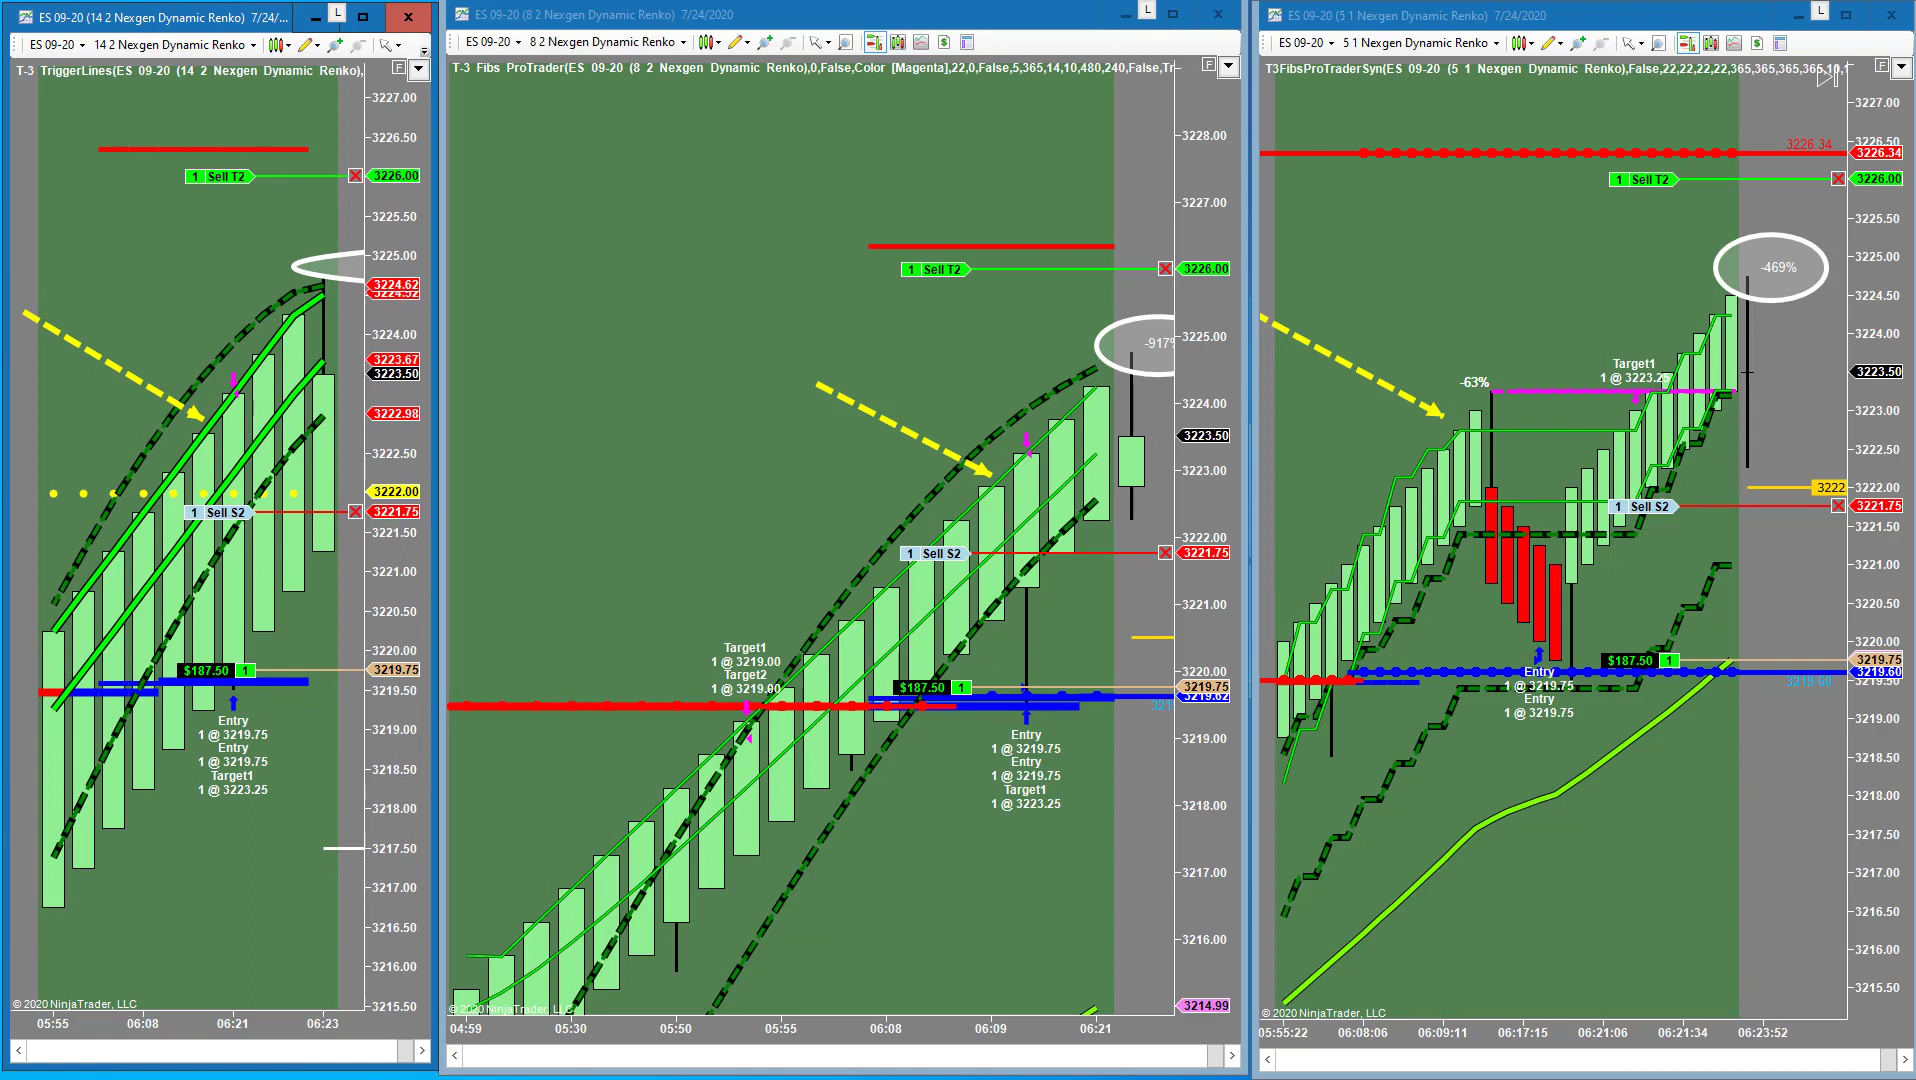 ES 09-20 (14 2 Nexgen Dynamic Renko) 7/24/...
L
ES 09-20
14 2 Nexgen Dynamic Renko
T-3 TriggerLines(ES 09-20 (14 2 Nexgen Dynamic Renko),
F
3227.00
3226.50
1 Sell T2
3226.00
3225.50
3225.00
3224.62
3224.00
3223.67
3223.50
3222.98
3222.50
3222.00
1 Sell S2
3221.75
3221.50
3221.00
3220.50
3220.00
$187.50 1
3219.75
3219.50
Entry
1 @ 3219.75
Entry
1 @ 3219.75
Target1
1 @ 3223.25
3219.00
3218.50
3218.00
3217.50
3217.00
3216.50
3216.00
3215.50
© 2020 NinjaTrader, LLC
05:55 06:08 06:21 06:23
ES 09-20 (8 2 Nexgen Dynamic Renko) 7/24/2020
L
ES 09-20
8 2 Nexgen Dynamic Renko
T-3 Fibs ProTrader(ES 09-20 (8 2 Nexgen Dynamic Renko),0,False,Color [Magenta],22,0,False,5,365,14,10,480,240,False,Tr
F
3228.00
3227.00
1 Sell T2
3226.00
-917%
3225.00
3224.00
3223.50
3223.00
3222.00
1 Sell S2
3221.75
3221.00
Target1
1 @ 3219.00
Target2
1 @ 3219.00
3220.00
$187.50 1
3219.75
3219.62
Entry
1 @ 3219.75
Entry
1 @ 3219.75
Target1
1 @ 3223.25
3219.00
3218.00
3217.00
3216.00
3214.99
© 2020 NinjaTrader, LLC
04:59 05:30 05:50 05:55 06:08 06:09 06:21
ES 09-20 (5 1 Nexgen Dynamic Renko) 7/24/2020
L
ES 09-20
5 1 Nexgen Dynamic Renko
T3FibsProTraderSyn(ES 09-20 (5 1 Nexgen Dynamic Renko),False,22,22,22,22,365,365,365,365,10,
F
3227.00
3226.34
3226.50
3226.34
1 Sell T2
3226.00
3225.50
3225.00
-469%
3224.50
3224.00
Target1
1 @ 3223.25
-63%
3223.50
3223.00
3222.50
3222.00
3222
1 Sell S2
3221.75
3221.50
3221.00
3220.50
3220.00
$187.50 1
3219.75
3219.60
3219.60
Entry
1 @ 3219.75
Entry
1 @ 3219.75
3219.00
3218.50
3218.00
3217.50
3217.00
3216.50
3216.00
3215.50
© 2020 NinjaTrader, LLC
05:55:22 06:08:06 06:09:11 06:17:15 06:21:06 06:21:34 06:23:52